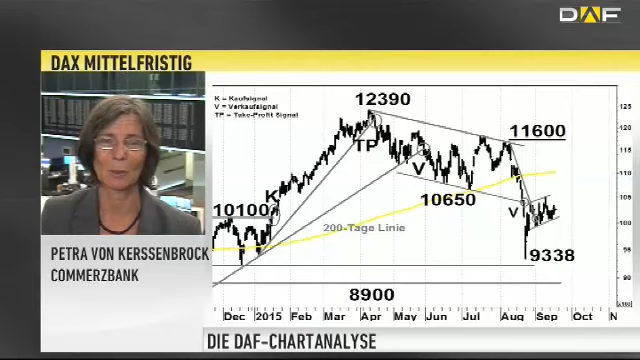 DAF
DAX MITTELFRISTIG
K = Kaufsignal
V = Verkaufsignal
TP = Take-Profit Signal
12390
125
120
TP
11600
115
V
110
K
10650
10100
105
V
200-Tage Linie
100
PETRA VON KERSSENBROCK
COMMERZBANK
9338
95
90
8900
x100
Dec 2015 Feb Mar Apr May Jun Jul Aug Sep Oct N
DIE DAF-CHARTANALYSE